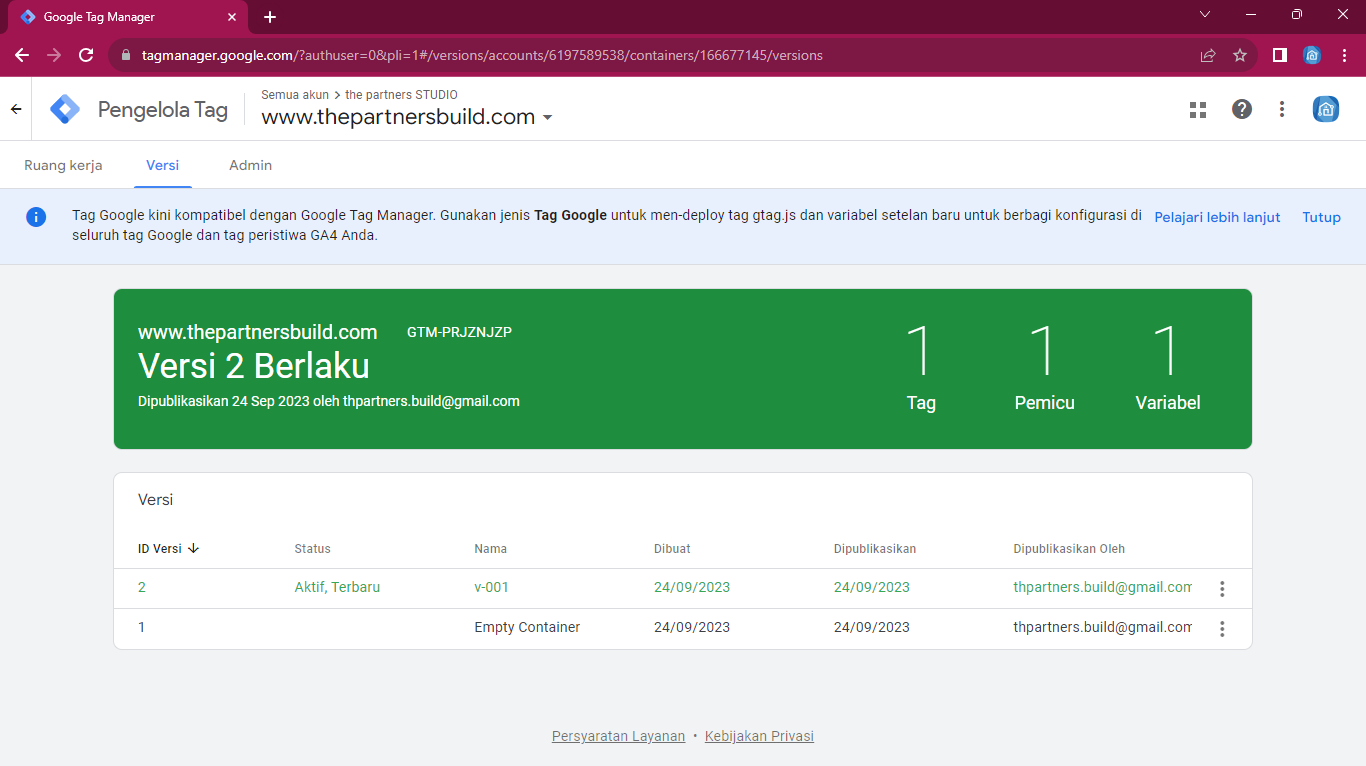 Google Tag Manager
tagmanager.google.com/?authuser=0&pli=1#/versions/accounts/6197589538/containers/166677145/versions
Pengelola Tag
Semua akun > the partners STUDIO
www.thepartnersbuild.com
Ruang kerja
Versi
Admin
Tag Google kini kompatibel dengan Google Tag Manager. Gunakan jenis Tag Google untuk men-deploy tag gtag.js dan variabel setelan baru untuk berbagi konfigurasi di
seluruh tag Google dan tag peristiwa GA4 Anda.
Pelajari lebih lanjut
Tutup
www.thepartnersbuild.com GTM-PRJZNJZP
Versi 2 Berlaku
Dipublikasikan 24 Sep 2023 oleh thpartners.build@gmail.com
1 1 1
Tag Pemicu Variabel
Versi
ID Versi Status Nama Dibuat Dipublikasikan Dipublikasikan Oleh
2 Aktif, Terbaru v-001 24/09/2023 24/09/2023 thpartners.build@gmail.com
1 Empty Container 24/09/2023 24/09/2023 thpartners.build@gmail.com
Persyaratan Layanan • Kebijakan Privasi